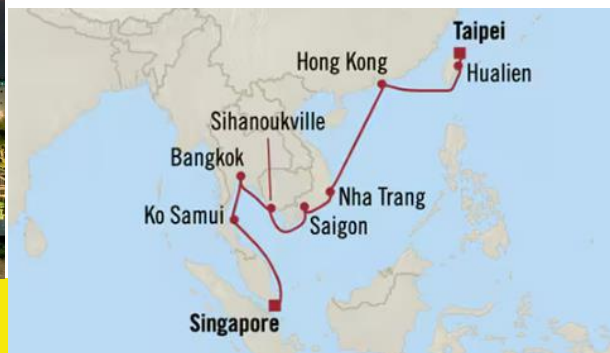 Taipei
Hong Kong
Hualien
Sihanoukville
Bangkok
Nha Trang
Ko Samui
Saigon
Singapore